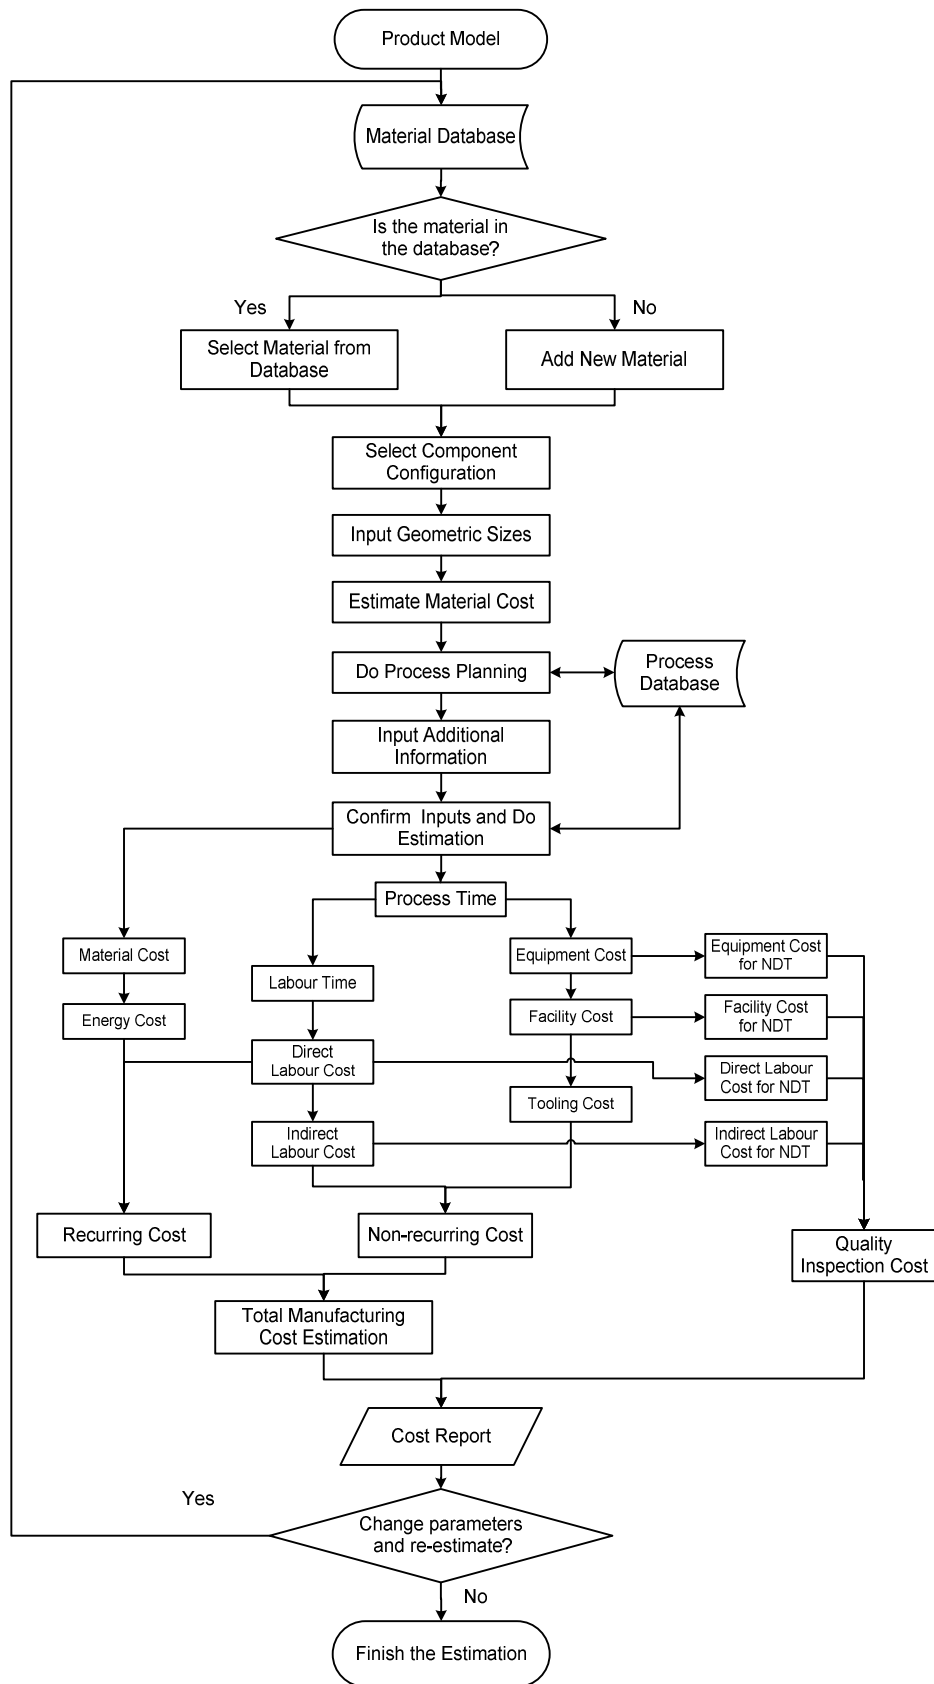 Product Model
Material Database
Is the material in
the database?
Yes
No
Select Material from
Database
Add New Material
Select Component
Configuration
Input Geometric Sizes
Estimate Material Cost
Do Process Planning
Process
Database
Input Additional
Information
Confirm Inputs and Do
Estimation
Process Time
Material Cost
Equipment Cost
Equipment Cost
for NDT
Labour Time
Energy Cost
Facility Cost
Facility Cost
for NDT
Direct
Labour Cost
Direct Labour
Cost for NDT
Tooling Cost
Indirect
Labour Cost
Indirect Labour
Cost for NDT
Recurring Cost
Non-recurring Cost
Quality
Inspection Cost
Total Manufacturing
Cost Estimation
Cost Report
Yes
Change parameters
and re-estimate?
No
Finish the Estimation